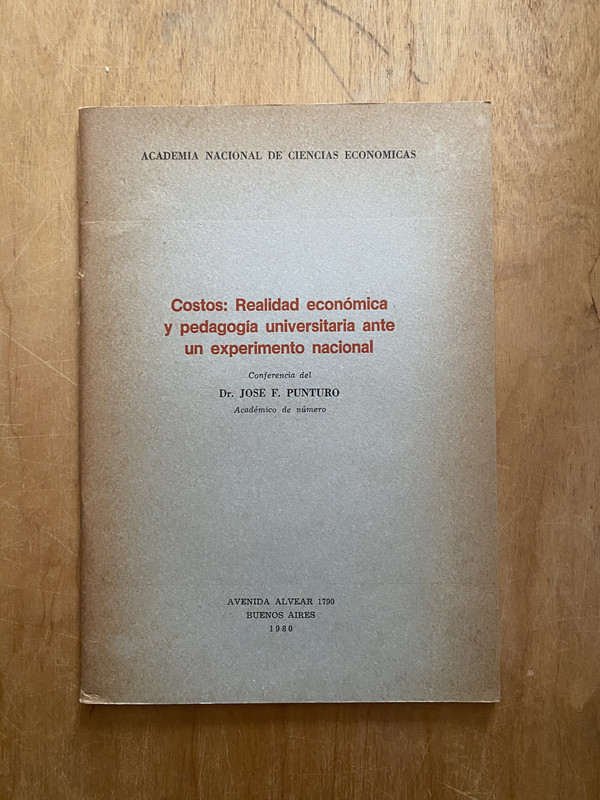 ACADEMIA NACIONAL DE CIENCIAS ECONOMICAS
Costos: Realidad económica
y pedagogía universitaria ante
un experimento nacional
Conferencia del
Dr. JOSE F. PUNTURO
Académico de número
AVENIDA ALVEAR 1790
BUENOS AIRES
1980